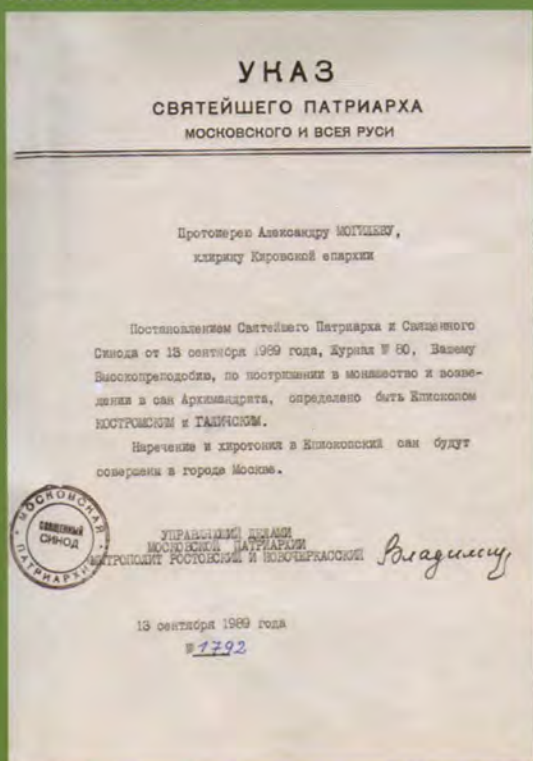 УКАЗ
СВЯТЕЙШЕГО ПАТРИАРХА
МОСКОВСКОГО И ВСЕЯ РУСИ
Протоиерею Александру МОГИЛЕВУ,
клирику Кировской епархии
Постановлением Святейшего Патриарха и Священного
Синода от 13 сентября 1989 года, Журнал № 80, Вашему
Высокопреподобию, по пострижении в монашество и возве-
дении в сан Архимандрита, определено быть Епископом
КОСТРОМСКИМ и ГАЛИЧСКИМ.
Наречение и хиротония в Епископский сан будут
совершены в городе Москве.
МОСКОВСКАЯ ПАТРИАРХИЯ
СВЯЩЕННЫЙ
СИНОД
УПРАВЛЯЮЩИЙ ДЕЛАМИ
МОСКОВСКОЙ ПАТРИАРХИИ
МИТРОПОЛИТ РОСТОВСКИЙ И НОВОЧЕРКАССКИЙ Владимир
13 сентября 1989 года
№ 1792